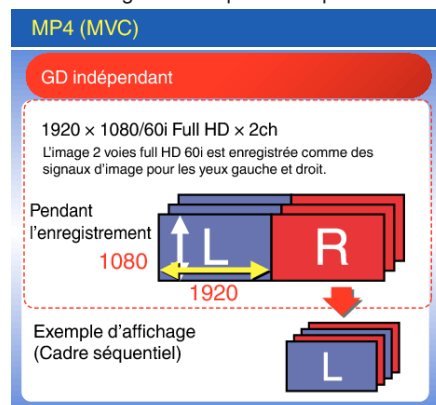 MP4 (MVC)
GD indépendant
1920 × 1080/60i Full HD × 2ch
L'image 2 voies full HD 60i est enregistrée comme des
signaux d'image pour les yeux gauche et droit.
Pendant
l'enregistrement
L
R
1080
1920
Exemple d'affichage
(Cadre séquentiel)
L